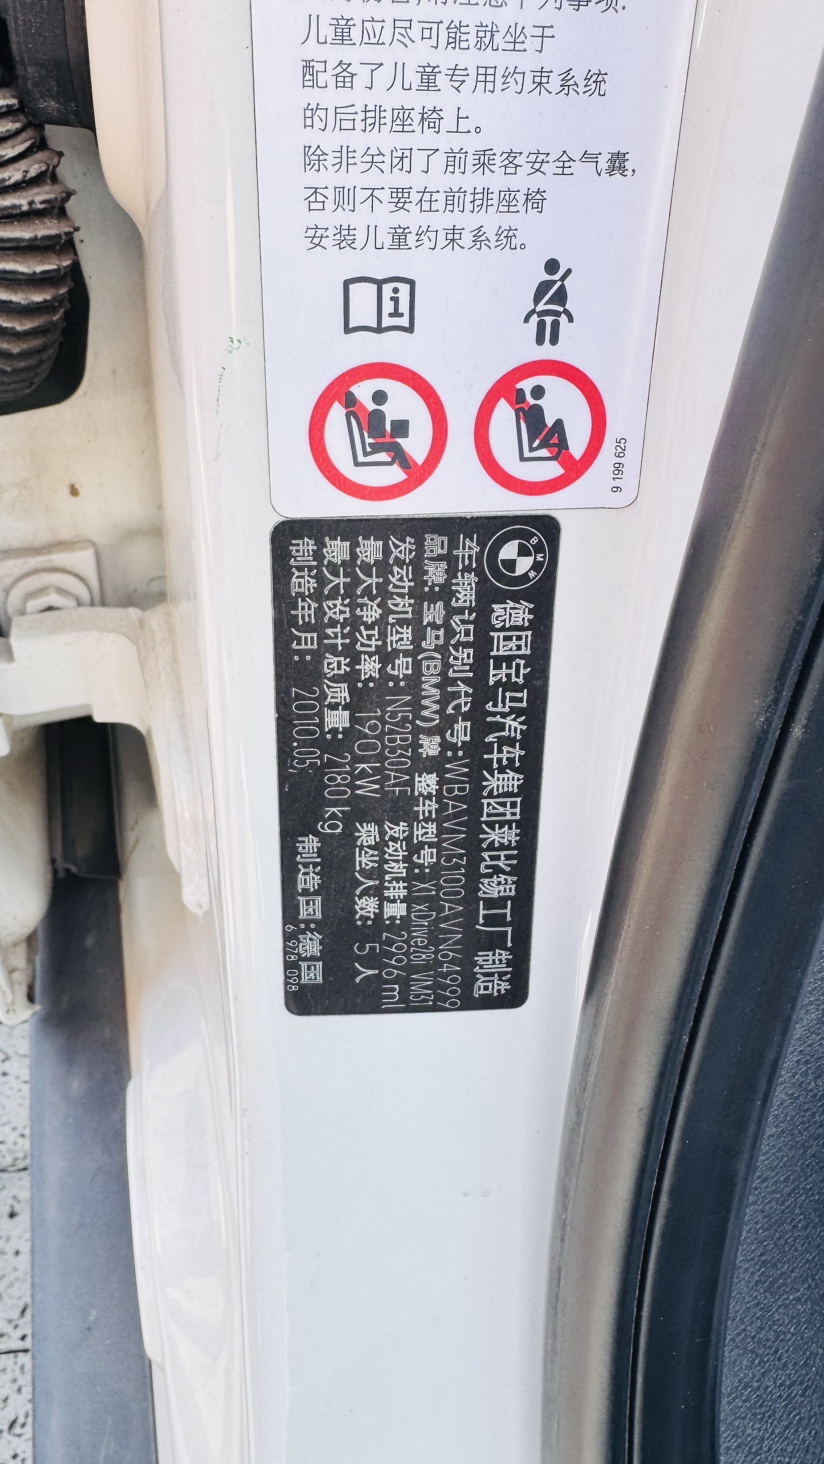 儿童应尽可能就坐于
配备了儿童专用约束系统
的后排座椅上。
除非关闭了前乘客安全气囊,
否则不要在前排座椅
安装儿童约束系统。
9 199 625
BMW
德国宝马汽车集团莱比锡工厂 制造
车辆识别代号:WBAVM3100AVN64999
品牌: 宝马(BMW) 牌 整车型号: X1 xDrive28i VM31
发动机型号: N52B30AF 发动机排量: 2996 ml
最大净功率: 190 kW 乘坐人数: 5 人
最大设计总质量: 2180 kg
制造年月: 2010.05; 制造国:德国
6 978 098